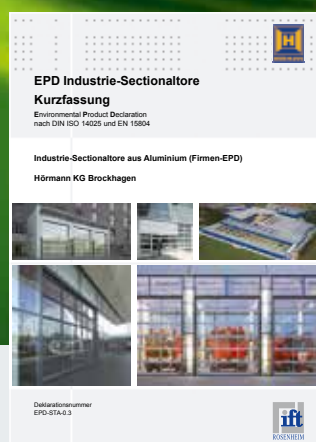 EPD Industrie-Sectionaltore
Kurzfassung
Environmental Product Declaration
nach DIN ISO 14025 und EN 15804
Industrie-Sectionaltore aus Aluminium (Firmen-EPD)
Hörmann KG Brockhagen
Deklarationsnummer
EPD-STA-0.3
ift
ROSENHEIM